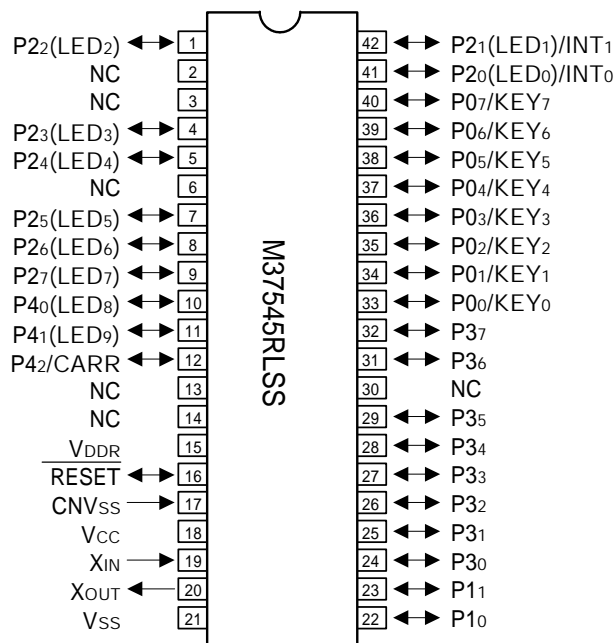 P22(LED2) 1 42 P21(LED1)/INT1
NC 2 41 P20(LED0)/INT0
NC 3 40 P07/KEY7
P23(LED3) 4 39 P06/KEY6
P24(LED4) 5 38 P05/KEY5
NC 6 37 P04/KEY4
P25(LED5) 7 36 P03/KEY3
P26(LED6) 8 35 P02/KEY2
P27(LED7) 9 34 P01/KEY1
P40(LED8) 10 33 P00/KEY0
P41(LED9) 11 32 P37
P42/CARR 12 31 P36
NC 13 30 NC
NC 14 29 P35
VDDR 15 28 P34
RESET 16 27 P33
CNVSS 17 26 P32
VCC 18 25 P31
XIN 19 24 P30
XOUT 20 23 P11
VSS 21 22 P10
M37545RLSS